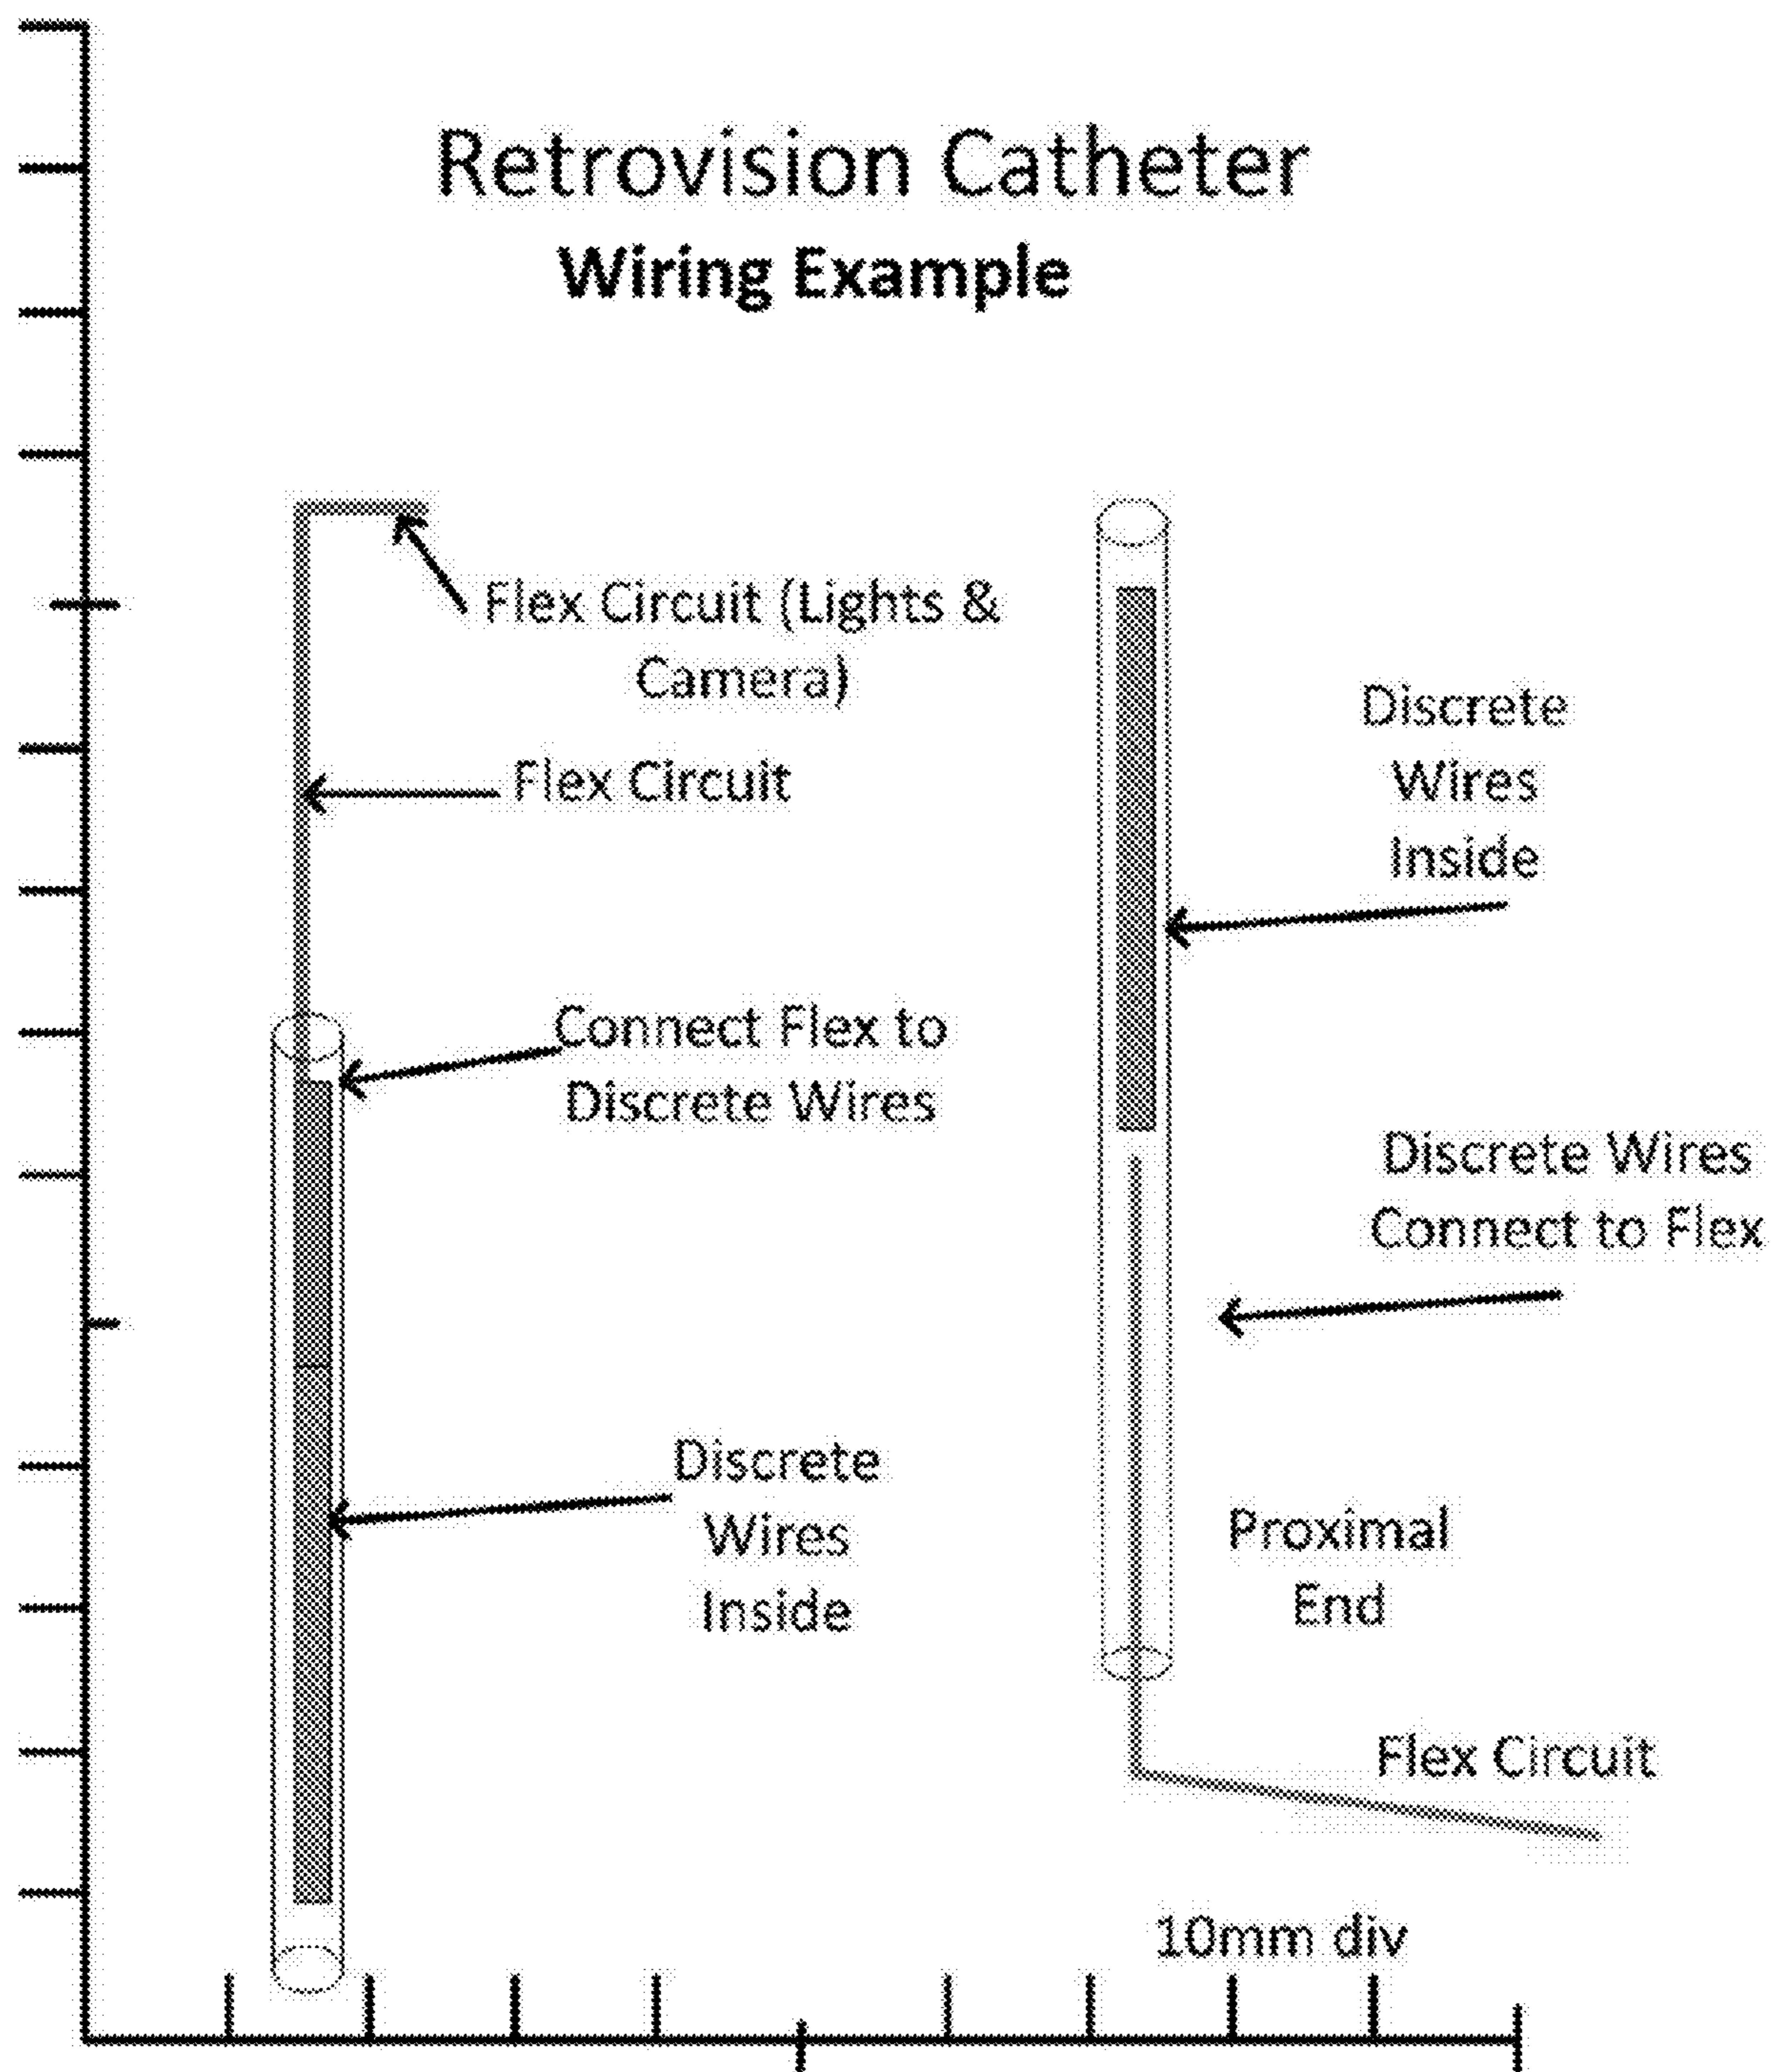 Retrovision Catheter
Wiring Example
Flex Circuit (Lights &
Camera)
Flex Circuit
Connect Flex to
Discrete Wires
Discrete
Wires
Inside
Discrete
Wires
Inside
Discrete Wires
Connect to Flex
Proximal
End
Flex Circuit
10mm div